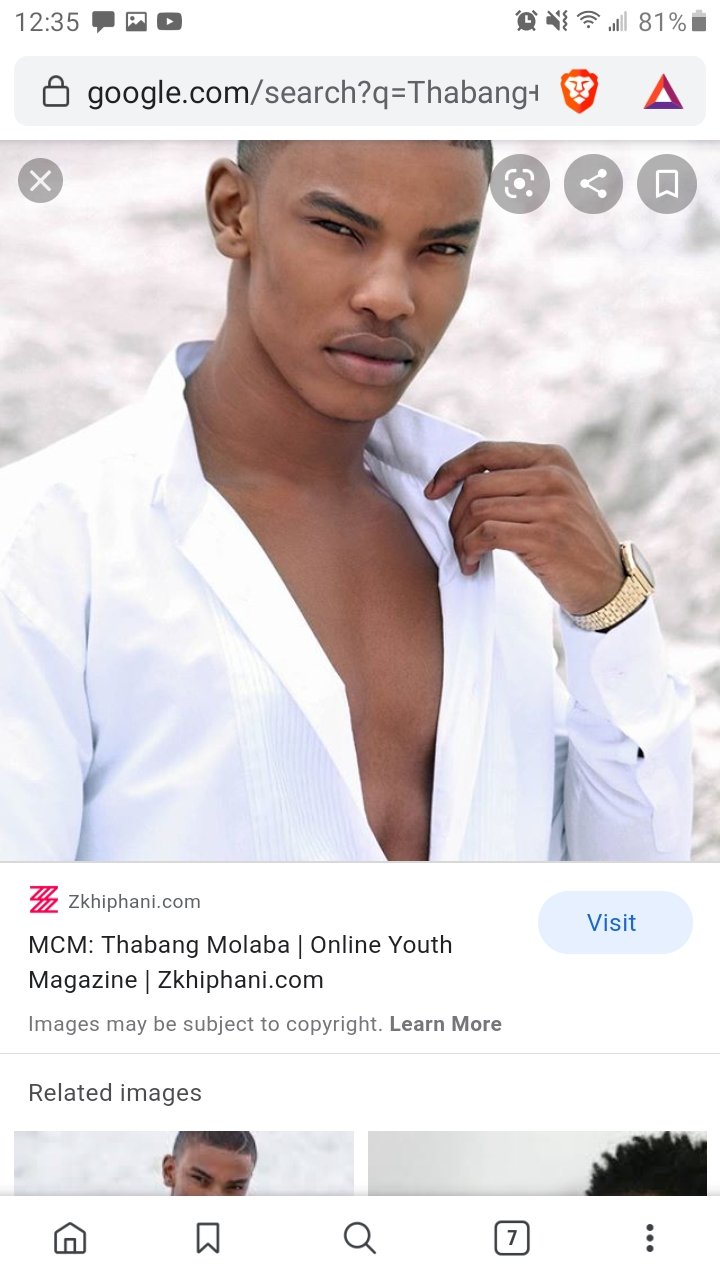 12:35
81%
google.com/search?q=Thabang+
Zkhiphani.com
Visit
MCM: Thabang Molaba | Online Youth
Magazine | Zkhiphani.com
Images may be subject to copyright. Learn More
Related images
7